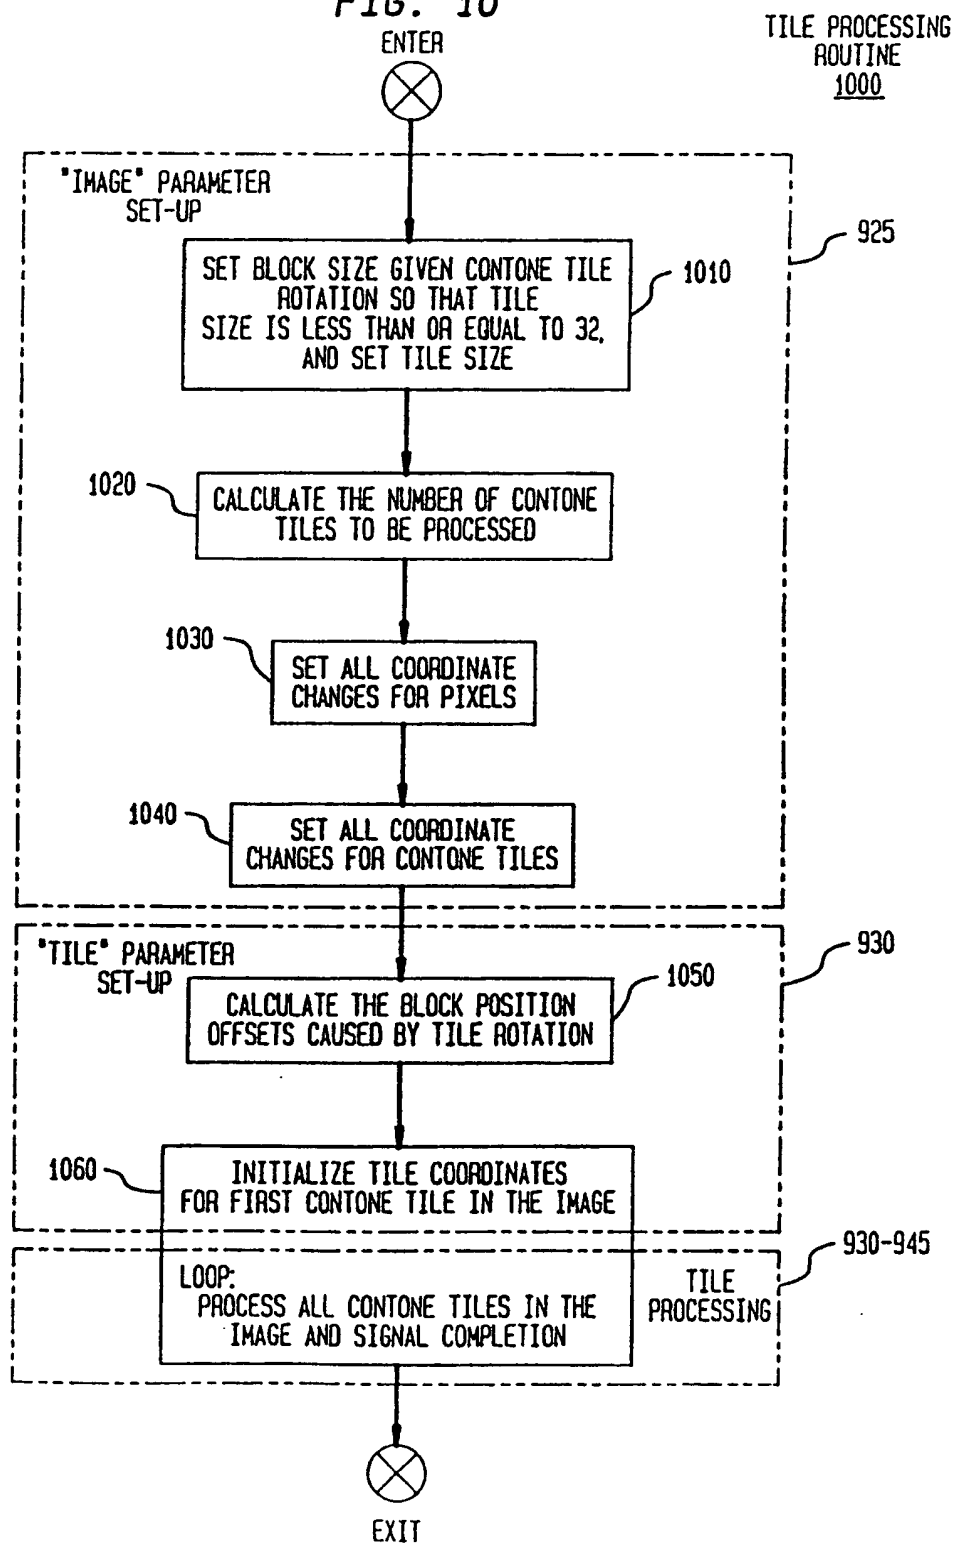 FIG. 10
TILE PROCESSING
ROUTINE
1000
ENTER
"IMAGE" PARAMETER
SET-UP
925
SET BLOCK SIZE GIVEN CONTONE TILE
ROTATION SO THAT TILE
SIZE IS LESS THAN OR EQUAL TO 32,
AND SET TILE SIZE
1010
1020
CALCULATE THE NUMBER OF CONTONE
TILES TO BE PROCESSED
1030
SET ALL COORDINATE
CHANGES FOR PIXELS
1040
SET ALL COORDINATE
CHANGES FOR CONTONE TILES
"TILE" PARAMETER
SET-UP
930
1050
CALCULATE THE BLOCK POSITION
OFFSETS CAUSED BY TILE ROTATION
1060
INITIALIZE TILE COORDINATES
FOR FIRST CONTONE TILE IN THE IMAGE
930-945
LOOP:
PROCESS ALL CONTONE TILES IN THE
IMAGE AND SIGNAL COMPLETION
TILE
PROCESSING
EXIT